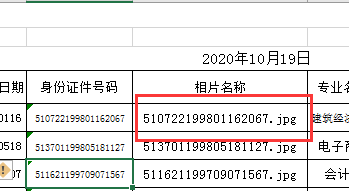 2020年10月19日
日期 身份证件号码 相片名称 专业名
0116 510722199801162067 510722199801162067.jpg 建筑经济
0518 513701199805181127 513701199805181127.jpg 电子商
07 511621199709071567 511621199709071567.jpg 会计